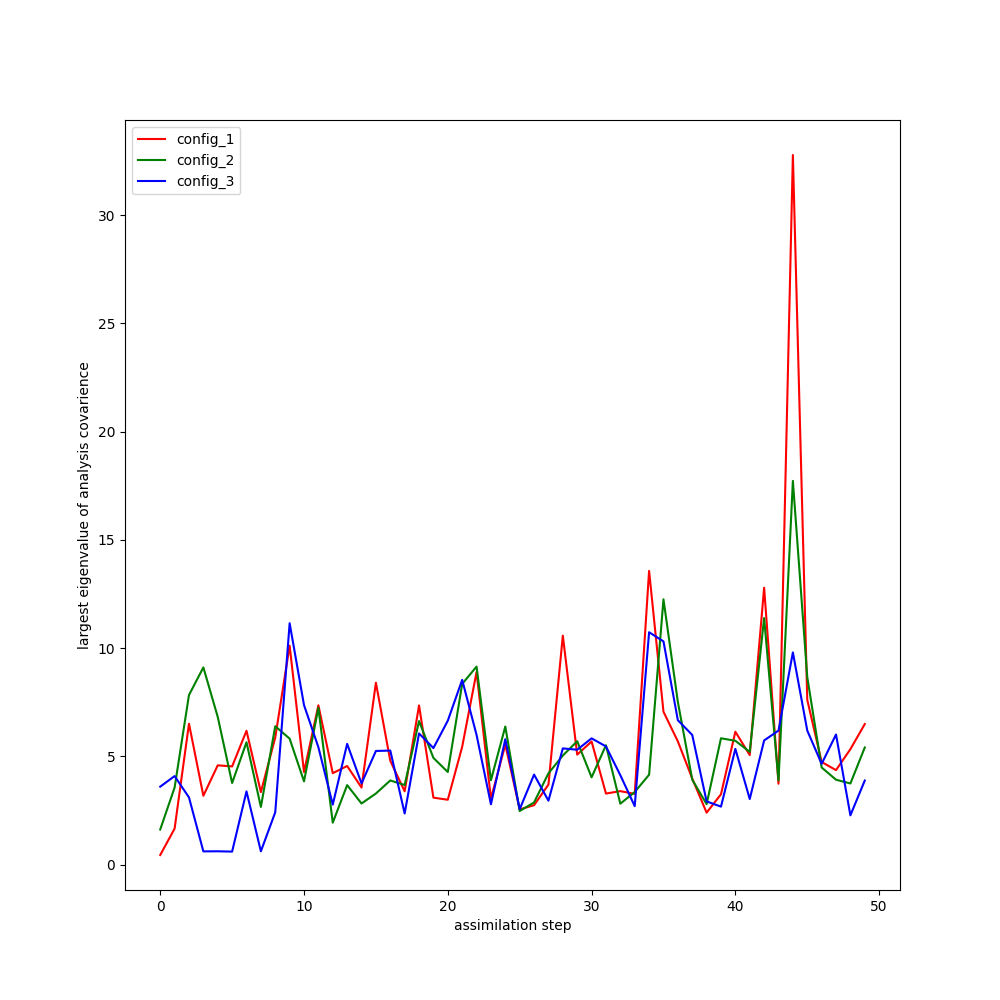 config_1
config_2
config_3
30
25
20
15
10
5
0
largest eigenvalue of analysis covarience
0 10 20 30 40 50
assimilation step